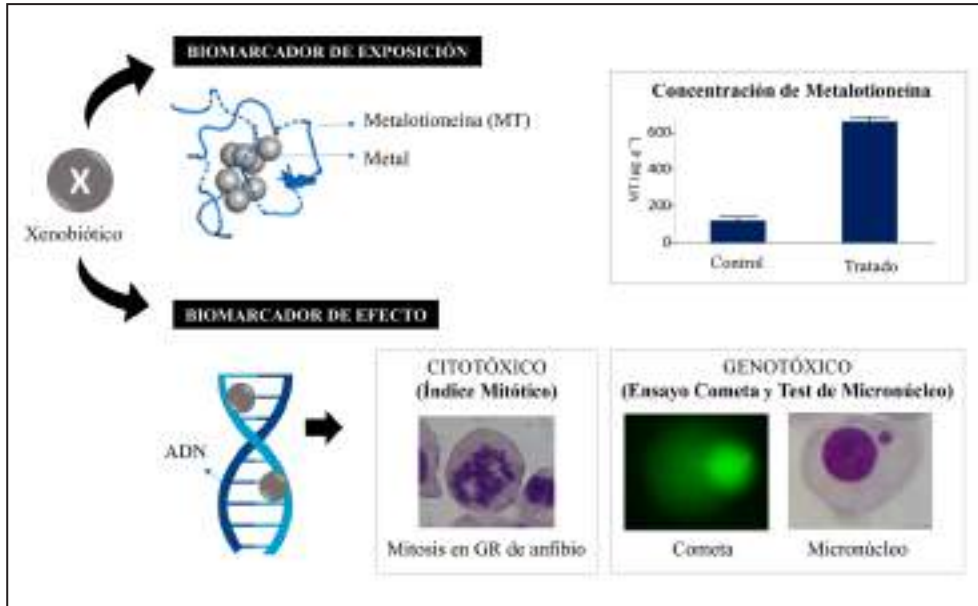 BIOMARCADOR DE EXPOSICIÓN
Metalotioneína (MT)
Metal
X
Xenobiótico
Concentración de Metalotioneína
600
400
200
0
Control
Tratado
BIOMARCADOR DE EFECTO
ADN
CITOTÓXICO
(Índice Mitótico)
Mitosis en GR de anfibio
GENOTÓXICO
(Ensayo Cometa y Test de Micronúcleo)
Cometa
Micronúcleo